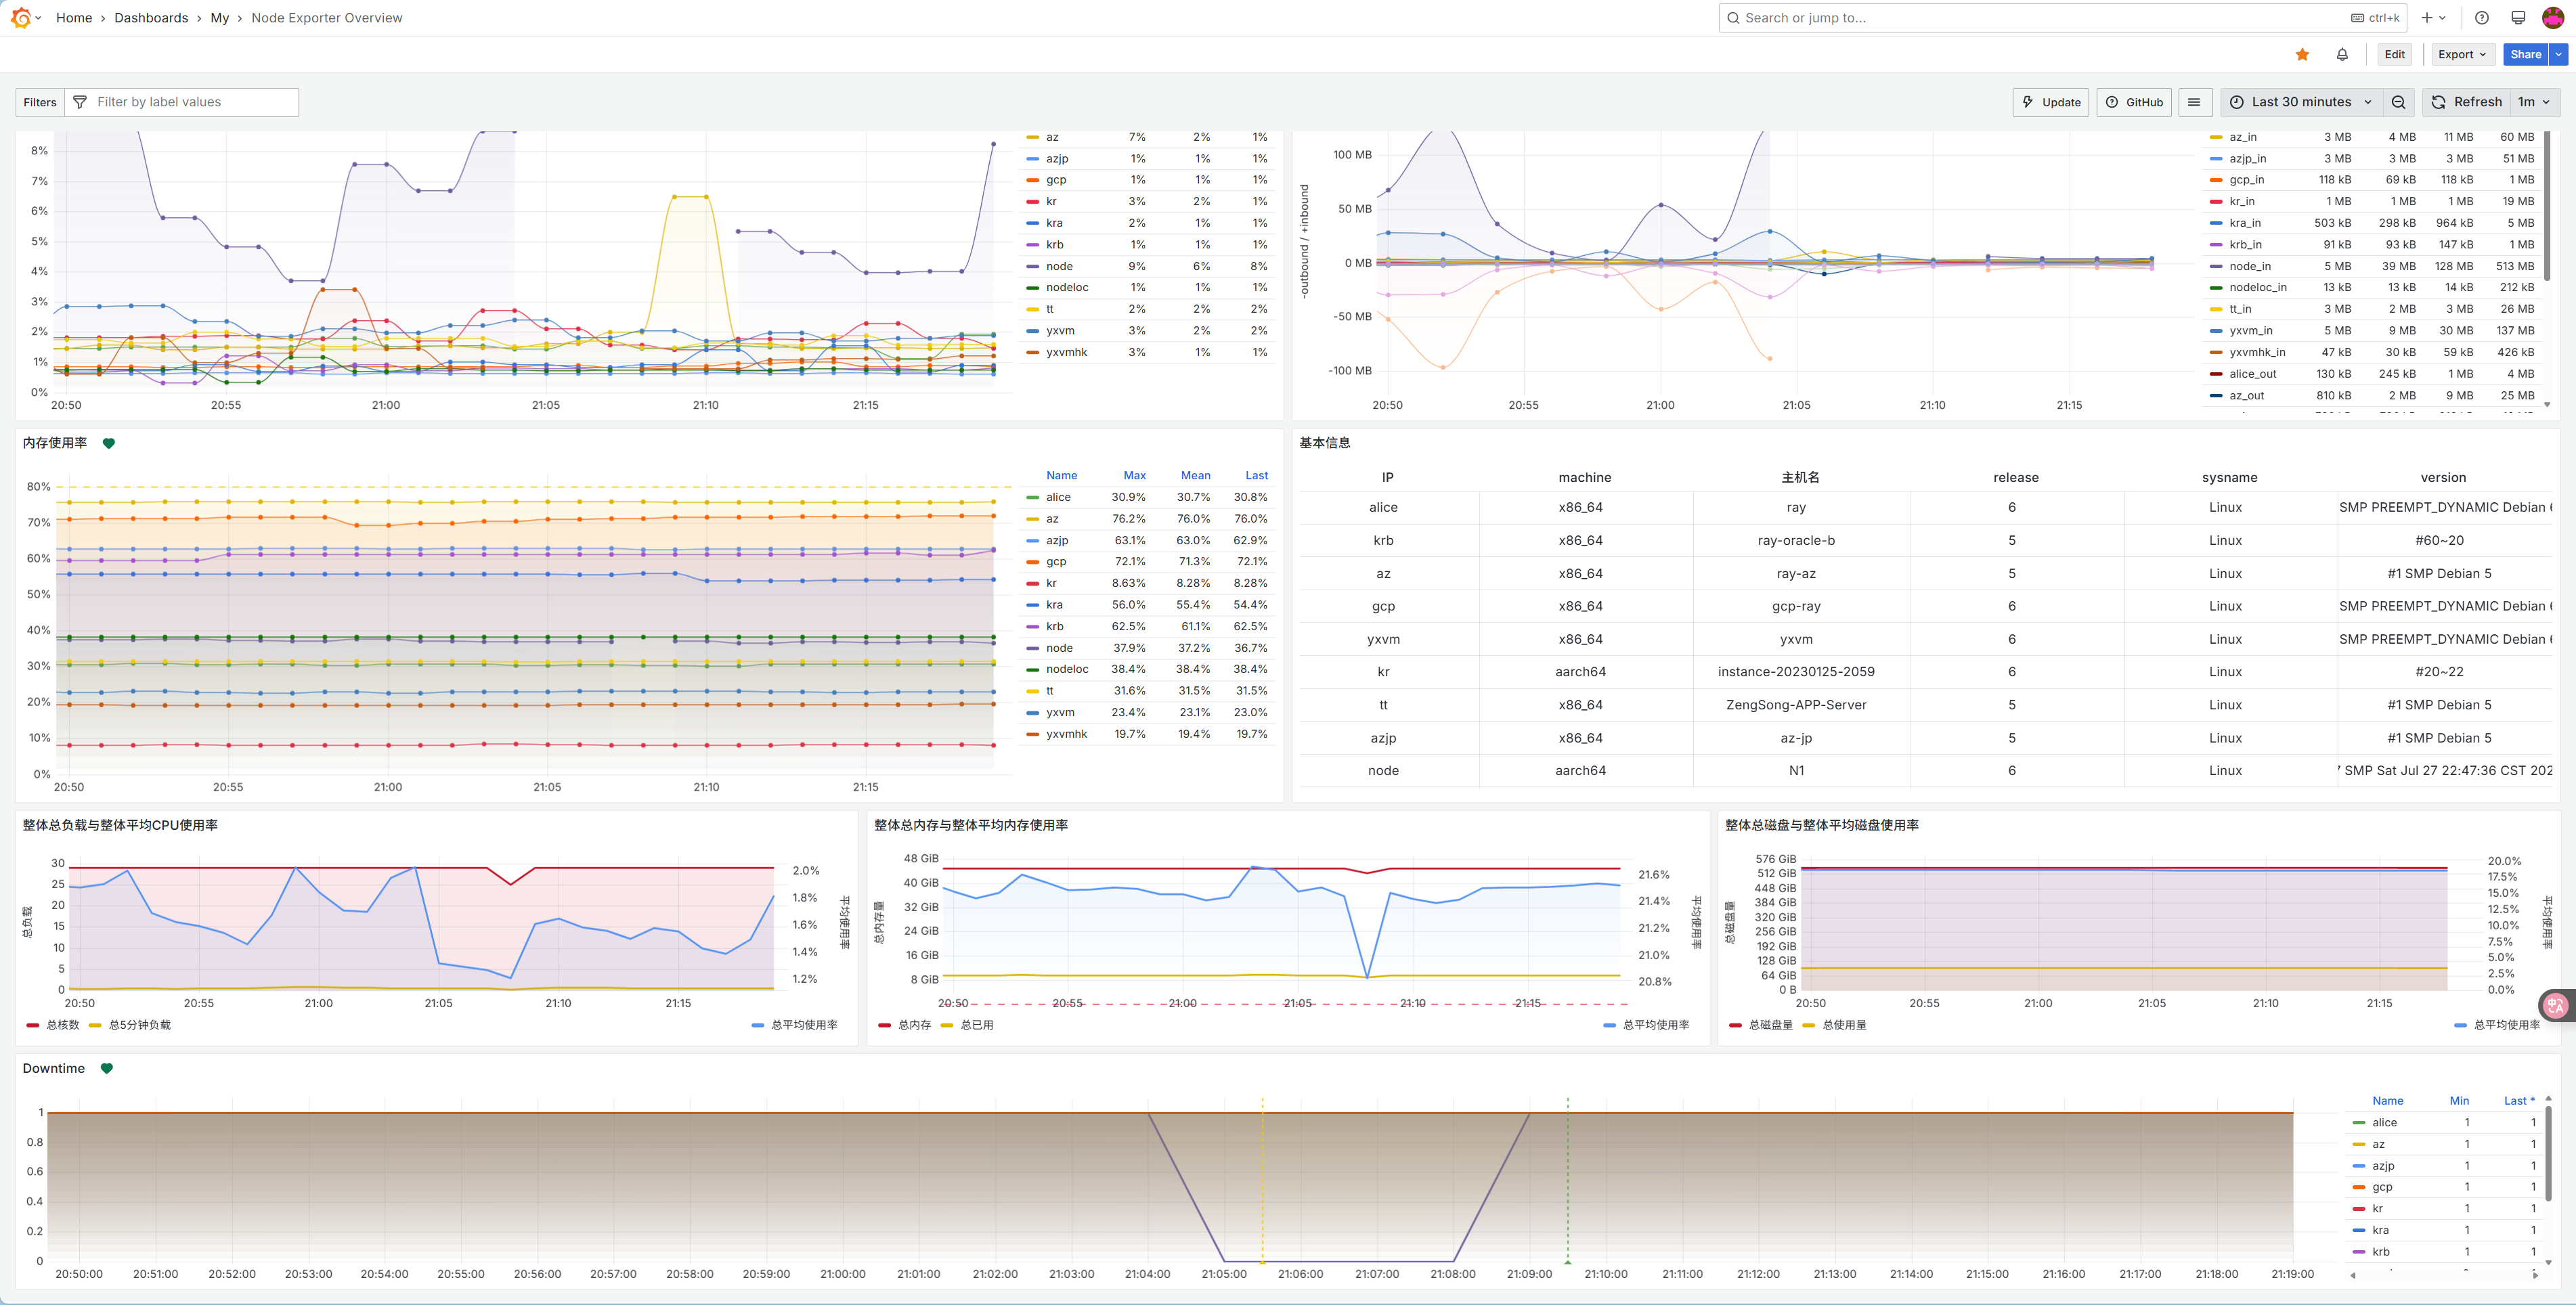 Home › Dashboards › My › Node Exporter Overview
Search or jump to... ctrl+k
Edit Export Share
Filters Filter by label values
Update GitHub Last 30 minutes Refresh 1m
8%
7%
6%
5%
4%
3%
2%
1%
0%
20:50 20:55 21:00 21:05 21:10 21:15
az 7% 2% 1%
azjp 1% 1% 1%
gcp 1% 1% 1%
kr 3% 2% 1%
kra 2% 1% 1%
krb 1% 1% 1%
node 9% 6% 8%
nodeloc 1% 1% 1%
tt 2% 2% 2%
yxvm 3% 2% 2%
yxvmhk 3% 1% 1%
-outbound / +inbound
100 MB
50 MB
0 MB
-50 MB
-100 MB
20:50 20:55 21:00 21:05 21:10 21:15
az_in 3 MB 4 MB 11 MB 60 MB
azjp_in 3 MB 3 MB 3 MB 51 MB
gcp_in 118 kB 69 kB 118 kB 1 MB
kr_in 1 MB 1 MB 1 MB 19 MB
kra_in 503 kB 298 kB 964 kB 5 MB
krb_in 91 kB 93 kB 147 kB 1 MB
node_in 5 MB 39 MB 128 MB 513 MB
nodeloc_in 13 kB 13 kB 14 kB 212 kB
tt_in 3 MB 2 MB 3 MB 26 MB
yxvm_in 5 MB 9 MB 30 MB 137 MB
yxvmhk_in 47 kB 30 kB 59 kB 426 kB
alice_out 130 kB 245 kB 1 MB 4 MB
az_out 810 kB 2 MB 9 MB 25 MB
内存使用率
80%
70%
60%
50%
40%
30%
20%
10%
0%
20:50 20:55 21:00 21:05 21:10 21:15
Name Max Mean Last
alice 30.9% 30.7% 30.8%
az 76.2% 76.0% 76.0%
azjp 63.1% 63.0% 62.9%
gcp 72.1% 71.3% 72.1%
kr 8.63% 8.28% 8.28%
kra 56.0% 55.4% 54.4%
krb 62.5% 61.1% 62.5%
node 37.9% 37.2% 36.7%
nodeloc 38.4% 38.4% 38.4%
tt 31.6% 31.5% 31.5%
yxvm 23.4% 23.1% 23.0%
yxvmhk 19.7% 19.4% 19.7%
基本信息
IP machine 主机名 release sysname version
alice x86_64 ray 6 Linux SMP PREEMPT_DYNAMIC Debian 6
krb x86_64 ray-oracle-b 5 Linux #60~20
az x86_64 ray-az 5 Linux #1 SMP Debian 5
gcp x86_64 gcp-ray 6 Linux SMP PREEMPT_DYNAMIC Debian 6
yxvm x86_64 yxvm 6 Linux SMP PREEMPT_DYNAMIC Debian 6
kr aarch64 instance-20230125-2059 6 Linux #20~22
tt x86_64 ZengSong-APP-Server 5 Linux #1 SMP Debian 5
azjp x86_64 az-jp 5 Linux #1 SMP Debian 5
node aarch64 N1 6 Linux 7 SMP Sat Jul 27 22:47:36 CST 202
整体总负载与整体平均CPU使用率
总负载
30
25
20
15
10
5
0
2.0%
1.8%
1.6%
1.4%
1.2%
平均使用率
20:50 20:55 21:00 21:05 21:10 21:15
总核数 总5分钟负载 总平均使用率
整体总内存与整体平均内存使用率
总内存量
48 GiB
40 GiB
32 GiB
24 GiB
16 GiB
8 GiB
21.6%
21.4%
21.2%
21.0%
20.8%
平均使用率
20:50 20:55 21:00 21:05 21:10 21:15
总内存 总已用 总平均使用率
整体总磁盘与整体平均磁盘使用率
总磁盘量
576 GiB
512 GiB
448 GiB
384 GiB
320 GiB
256 GiB
192 GiB
128 GiB
64 GiB
0 B
20.0%
17.5%
15.0%
12.5%
10.0%
7.5%
5.0%
2.5%
0.0%
平均使用率
20:50 20:55 21:00 21:05 21:10 21:15
总磁盘量 总使用量 总平均使用率
Downtime
1
0.8
0.6
0.4
0.2
0
20:50:00 20:51:00 20:52:00 20:53:00 20:54:00 20:55:00 20:56:00 20:57:00 20:58:00 20:59:00 21:00:00 21:01:00 21:02:00 21:03:00 21:04:00 21:05:00 21:06:00 21:07:00 21:08:00 21:09:00 21:10:00 21:11:00 21:12:00 21:13:00 21:14:00 21:15:00 21:16:00 21:17:00 21:18:00 21:19:00
Name Min Last *
alice 1 1
az 1 1
azjp 1 1
gcp 1 1
kr 1 1
kra 1 1
krb 1 1